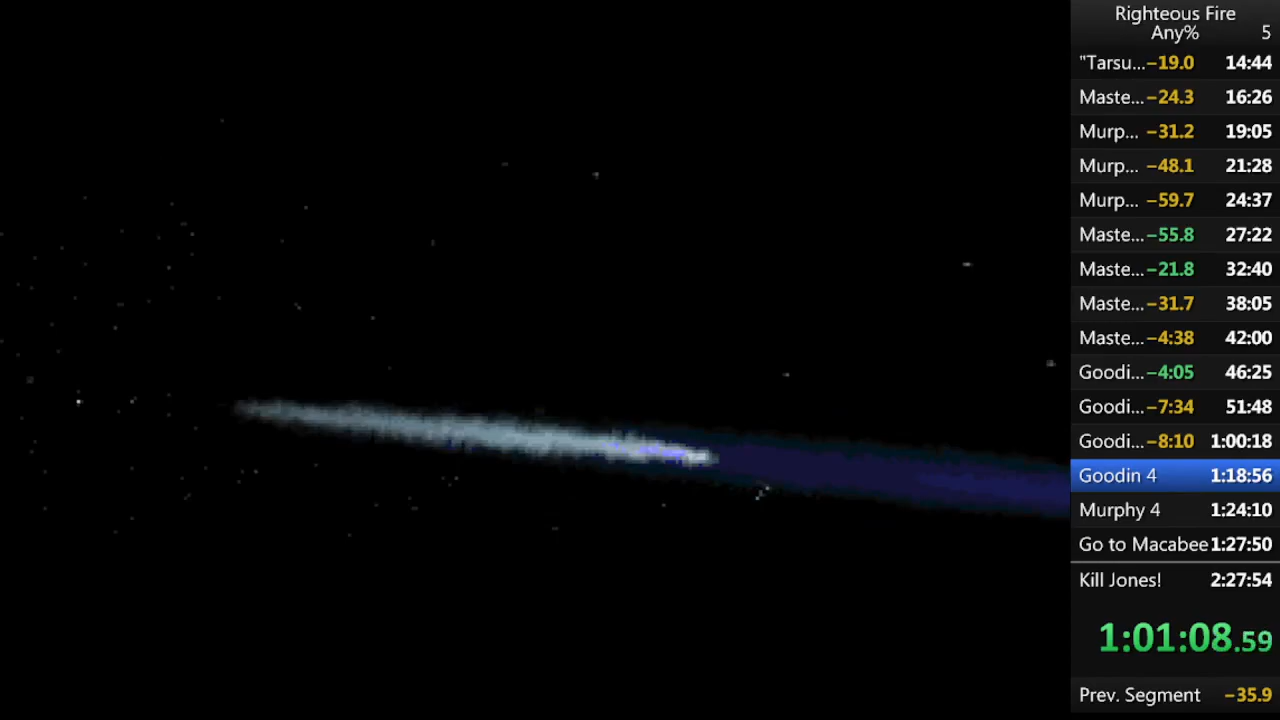 Righteous Fire
Any% 5
"Tarsu... −19.0 14:44
Maste... −24.3 16:26
Murp... −31.2 19:05
Murp... −48.1 21:28
Murp... −59.7 24:37
Maste... −55.8 27:22
Maste... −21.8 32:40
Maste... −31.7 38:05
Maste... −4:38 42:00
Goodi... −4:05 46:25
Goodi... −7:34 51:48
Goodi... −8:10 1:00:18
Goodin 4 1:18:56
Murphy 4 1:24:10
Go to Macabee 1:27:50
Kill Jones! 2:27:54
1:01:08.59
Prev. Segment −35.9